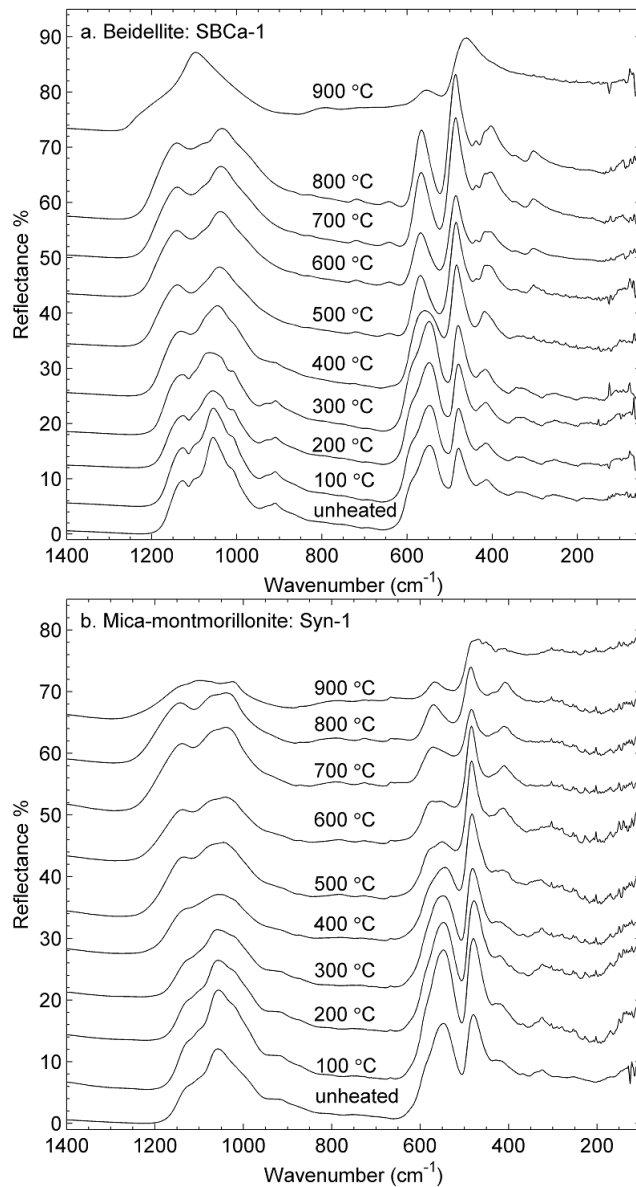 a. Beidellite: SBCa-1
90
80
70
60
50
40
30
20
10
0
Reflectance %
900 °C
800 °C
700 °C
600 °C
500 °C
400 °C
300 °C
200 °C
100 °C
unheated
1400 1200 1000 800 600 400 200
Wavenumber (cm⁻¹)
b. Mica-montmorillonite: Syn-1
80
70
60
50
40
30
20
10
0
Reflectance %
900 °C
800 °C
700 °C
600 °C
500 °C
400 °C
300 °C
200 °C
100 °C
unheated
1400 1200 1000 800 600 400 200
Wavenumber (cm⁻¹)